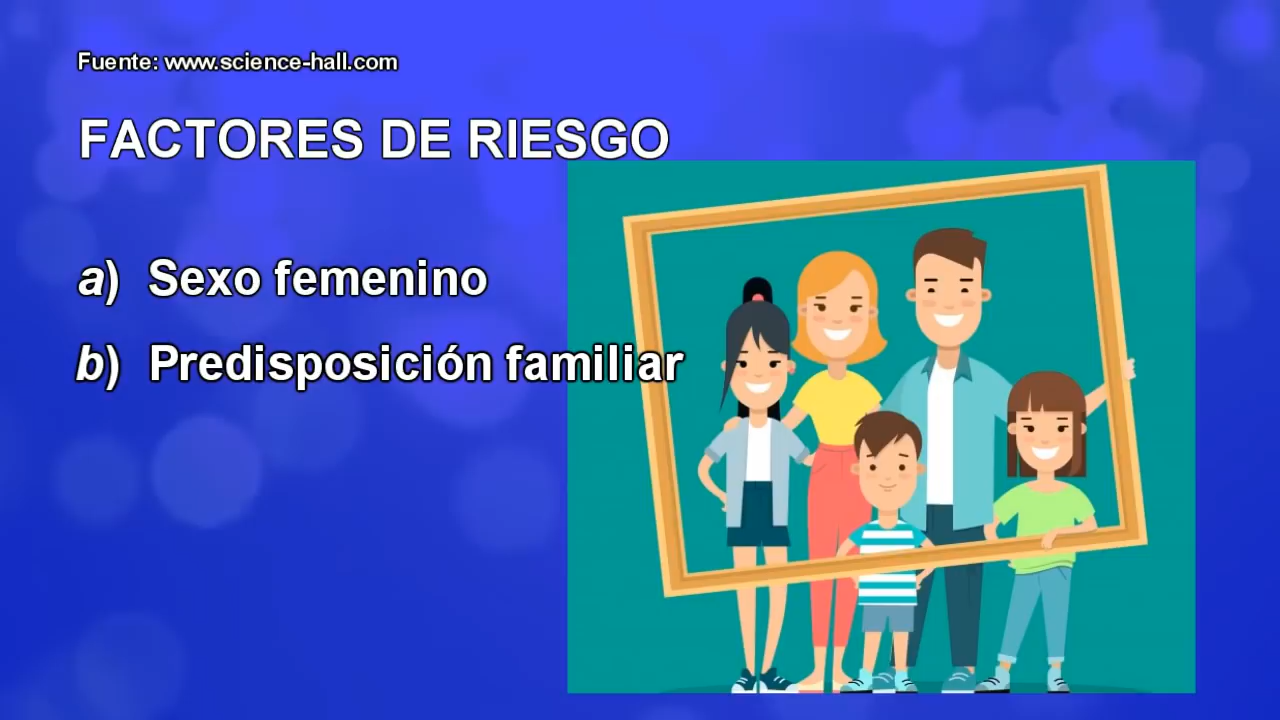 Fuente: www.science-hall.com
FACTORES DE RIESGO
a) Sexo femenino
b) Predisposición familiar